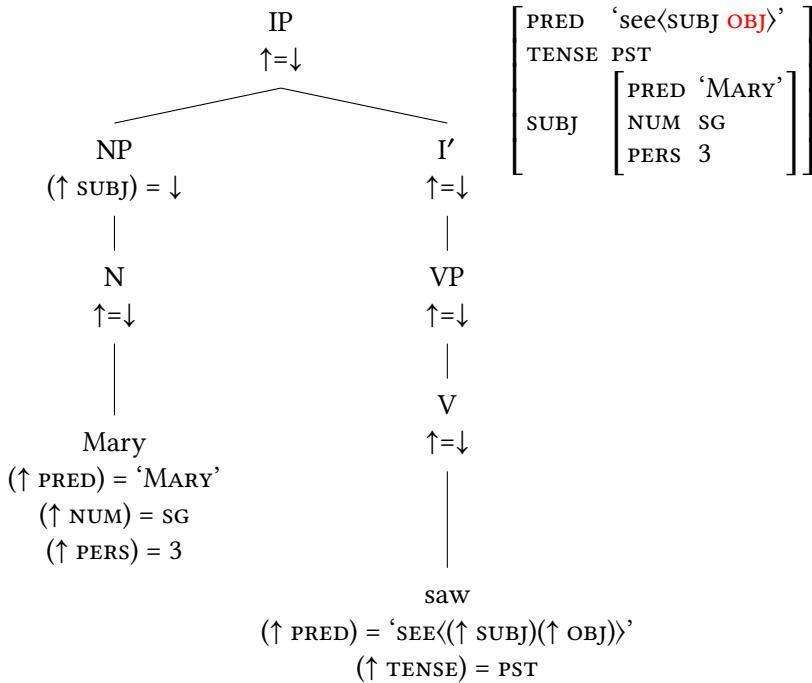 IP
↑=↓
NP
(↑ SUBJ) = ↓
I′
↑=↓
N
↑=↓
VP
↑=↓
V
↑=↓
Mary
(↑ PRED) = ‘MARY’
(↑ NUM) = SG
(↑ PERS) = 3
saw
(↑ PRED) = ‘SEE⟨(↑ SUBJ)(↑ OBJ)⟩’
(↑ TENSE) = PST
PRED ‘see⟨SUBJ OBJ⟩’
TENSE PST
SUBJ
PRED ‘MARY’
NUM SG
PERS 3